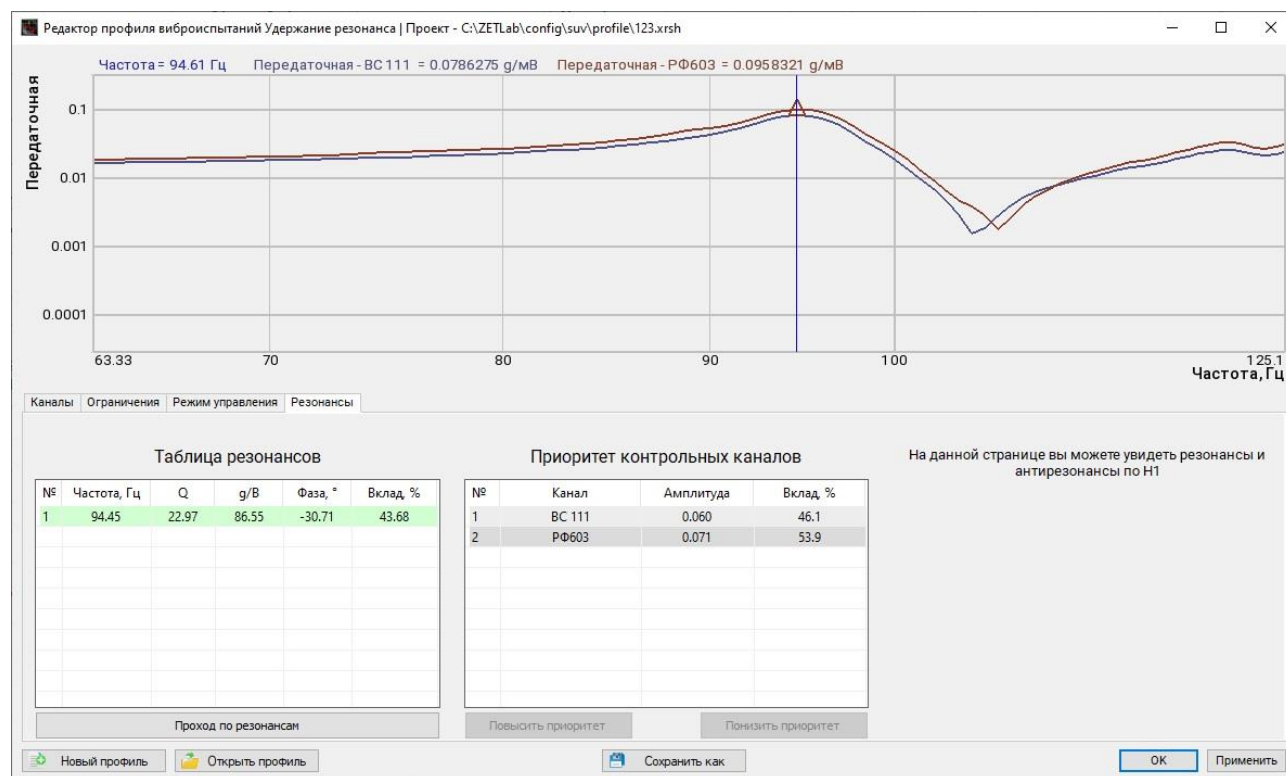 Редактор профиля виброиспытаний Удержание резонанса | Проект - C:\ZETLab\config\suv\profile\123.xrsh
Частота = 94.61 Гц Передаточная - ВС 111 = 0.0786275 g/мВ Передаточная - РФ603 = 0.0958321 g/мВ
Передаточная
0.1
0.01
0.001
0.0001
63.33 70 80 90 100 125.1
Частота, Гц
Каналы Ограничения Режим управления Резонансы
Таблица резонансов
№ Частота, Гц Q g/В Фаза, ° Вклад, %
1 94.45 22.97 86.55 -30.71 43.68
Проход по резонансам
Приоритет контрольных каналов
№ Канал Амплитуда Вклад, %
1 ВС 111 0.060 46.1
2 РФ603 0.071 53.9
Повысить приоритет Понизить приоритет
На данной странице вы можете увидеть резонансы и
антирезонансы по H1
Новый профиль Открыть профиль Сохранить как OK Применить